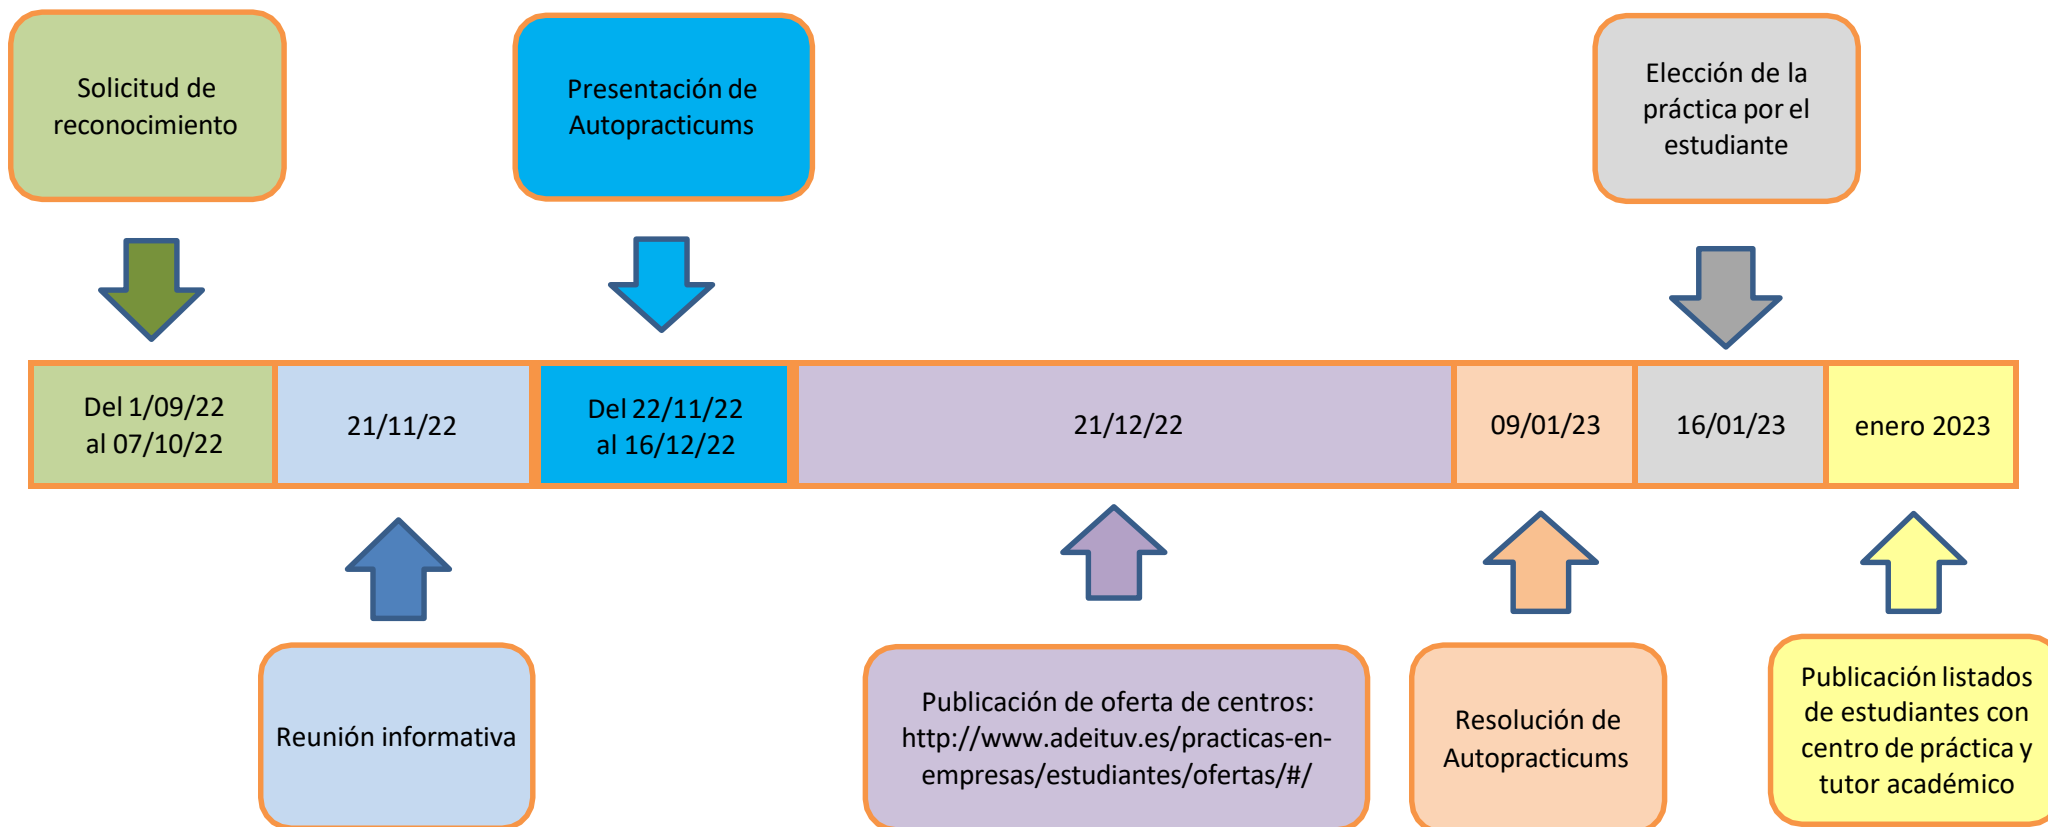 Solicitud de
reconocimiento
Presentación de
Autopracticums
Elección de la
práctica por el
estudiante
Del 1/09/22
al 07/10/22
21/11/22
Del 22/11/22
al 16/12/22
21/12/22
09/01/23
16/01/23
enero 2023
Reunión informativa
Publicación de oferta de centros:
http://www.adeituv.es/practicas-en-
empresas/estudiantes/ofertas/#/
Resolución de
Autopracticums
Publicación listados
de estudiantes con
centro de práctica y
tutor académico